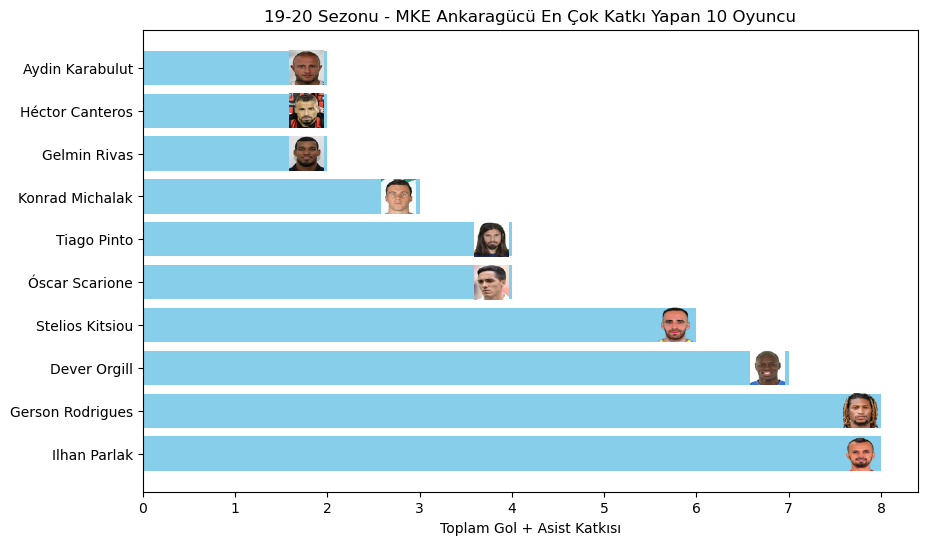 19-20 Sezonu - MKE Ankaragücü En Çok Katkı Yapan 10 Oyuncu
Aydin Karabulut
Héctor Canteros
Gelmin Rivas
Konrad Michalak
Tiago Pinto
Óscar Scarione
Stelios Kitsiou
Dever Orgill
Gerson Rodrigues
Ilhan Parlak
0 1 2 3 4 5 6 7 8
Toplam Gol + Asist Katkısı